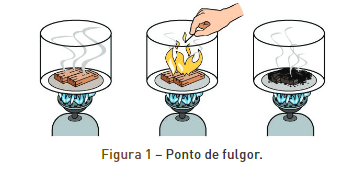 Figura 1 – Ponto de fulgor.